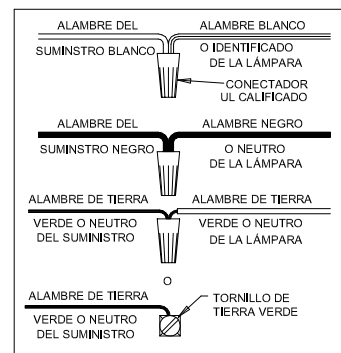 ALAMBRE DEL ALAMBRE BLANCO
SUMINSTRO BLANCO O IDENTIFICADO
DE LA LÁMPARA
CONECTADOR
UL CALIFICADO
ALAMBRE DEL ALAMBRE NEGRO
SUMINSTRO NEGRO O NEUTRO
DE LA LÁMPARA
ALAMBRE DE TIERRA ALAMBRE DE TIERRA
VERDE O NEUTRO VERDE O NEUTRO
DEL SUMINISTRO DE LA LÁMPARA
O
ALAMBRE DE TIERRA TORNILLO DE
TIERRA VERDE
VERDE O NEUTRO
DEL SUMINISTRO